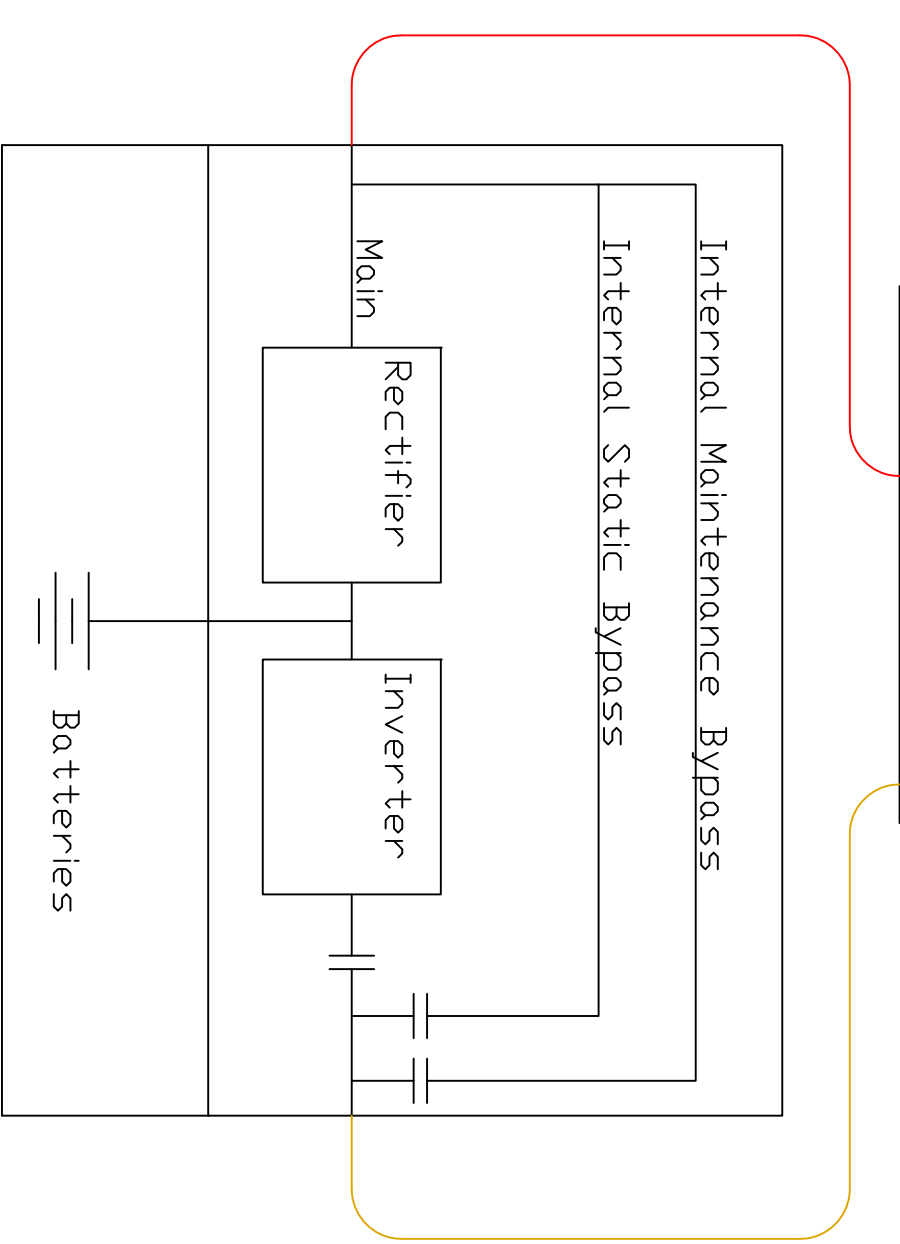 Internal Maintenance Bypass
Internal Static Bypass
Main
Rectifier
Inverter
Batteries